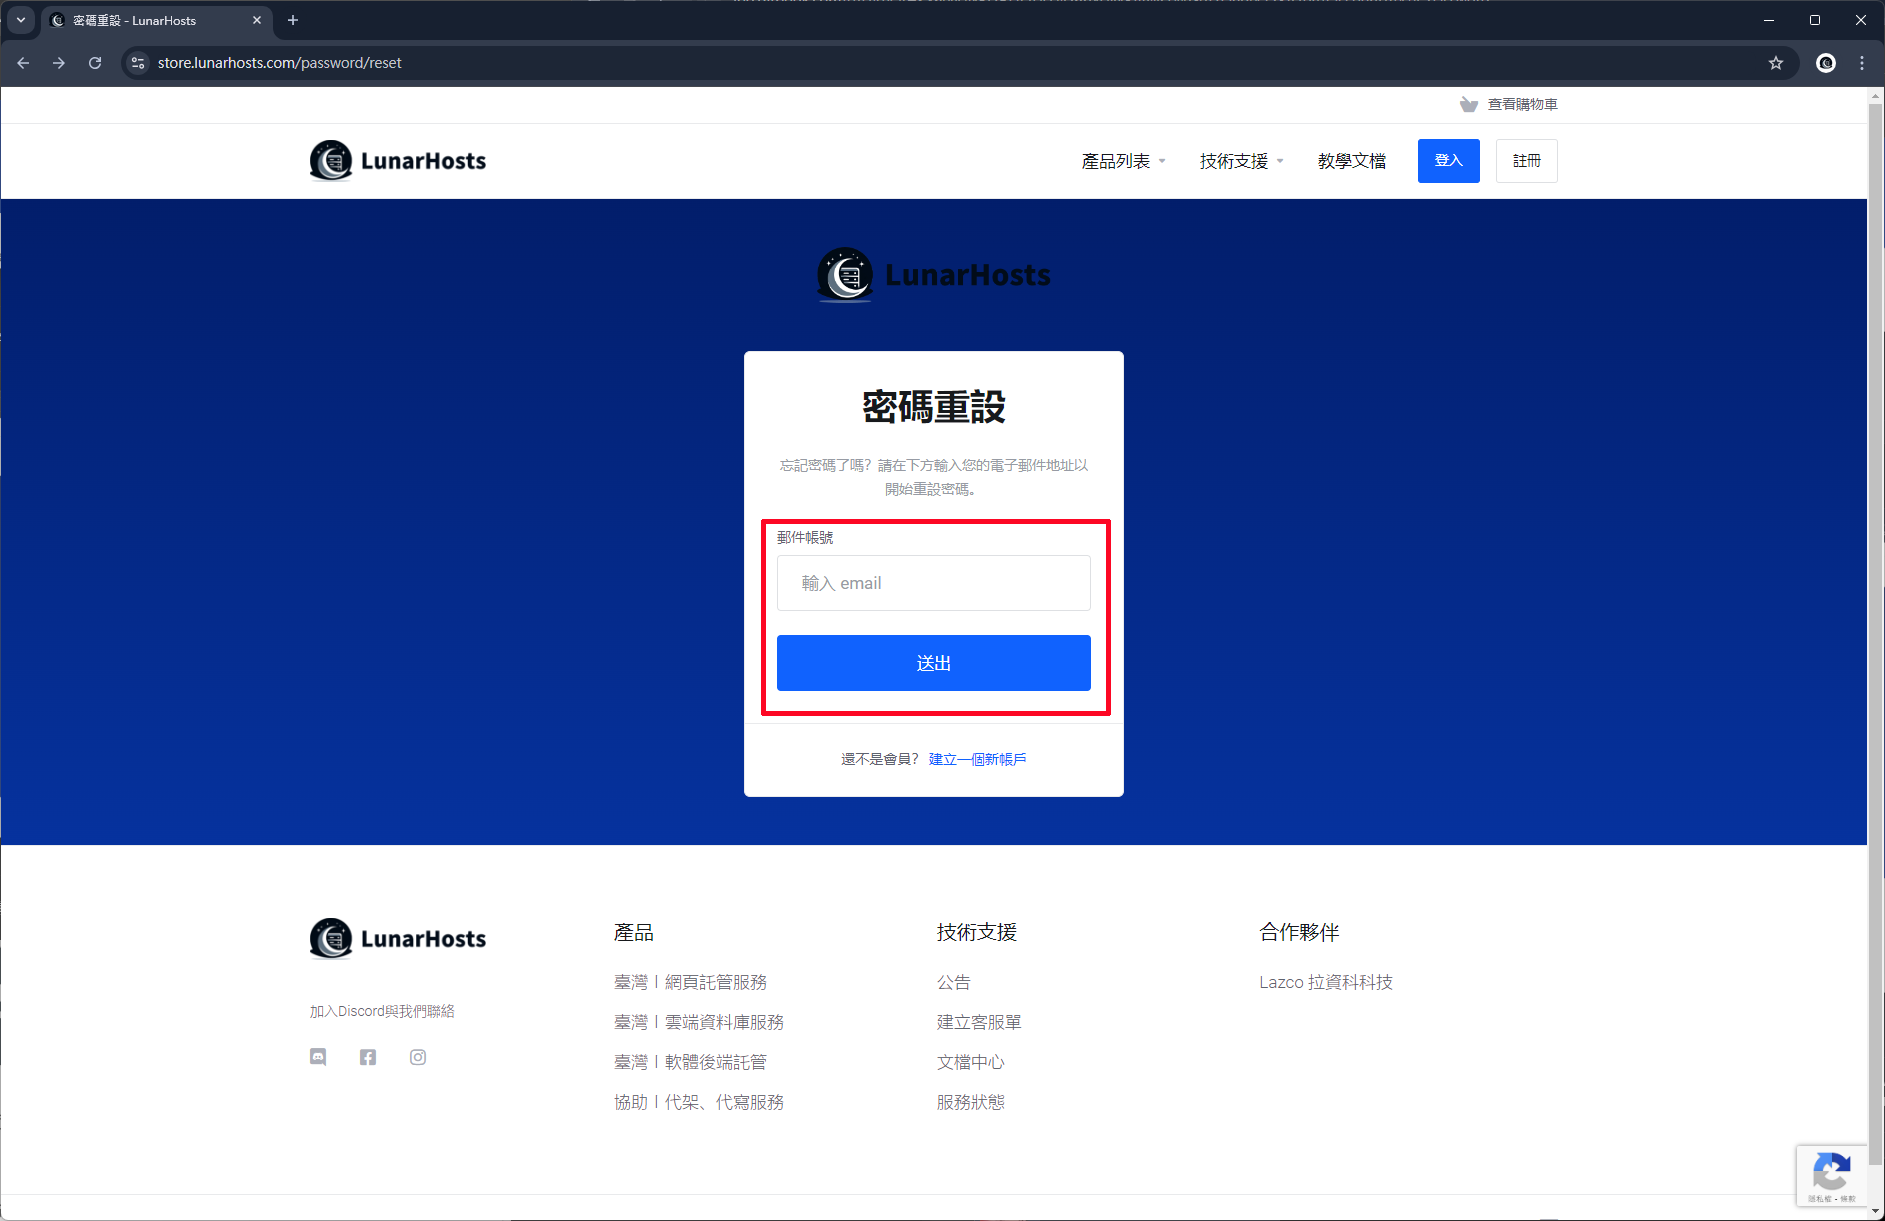 密碼重設 - LunarHosts
store.lunarhosts.com/password/reset
查看購物車
LunarHosts
產品列表
技術支援
教學文檔
登入
註冊
LunarHosts
密碼重設
忘記密碼了嗎？請在下方輸入您的電子郵件地址以
開始重設密碼。
郵件帳號
輸入 email
送出
還不是會員？ 建立一個新帳戶
LunarHosts
加入Discord與我們聯絡
產品
臺灣 | 網頁託管服務
臺灣 | 雲端資料庫服務
臺灣 | 軟體後端託管
協助 | 代架、代寫服務
技術支援
公告
建立客服單
文檔中心
服務狀態
合作夥伴
Lazco 拉資科科技
隱私權 - 條款